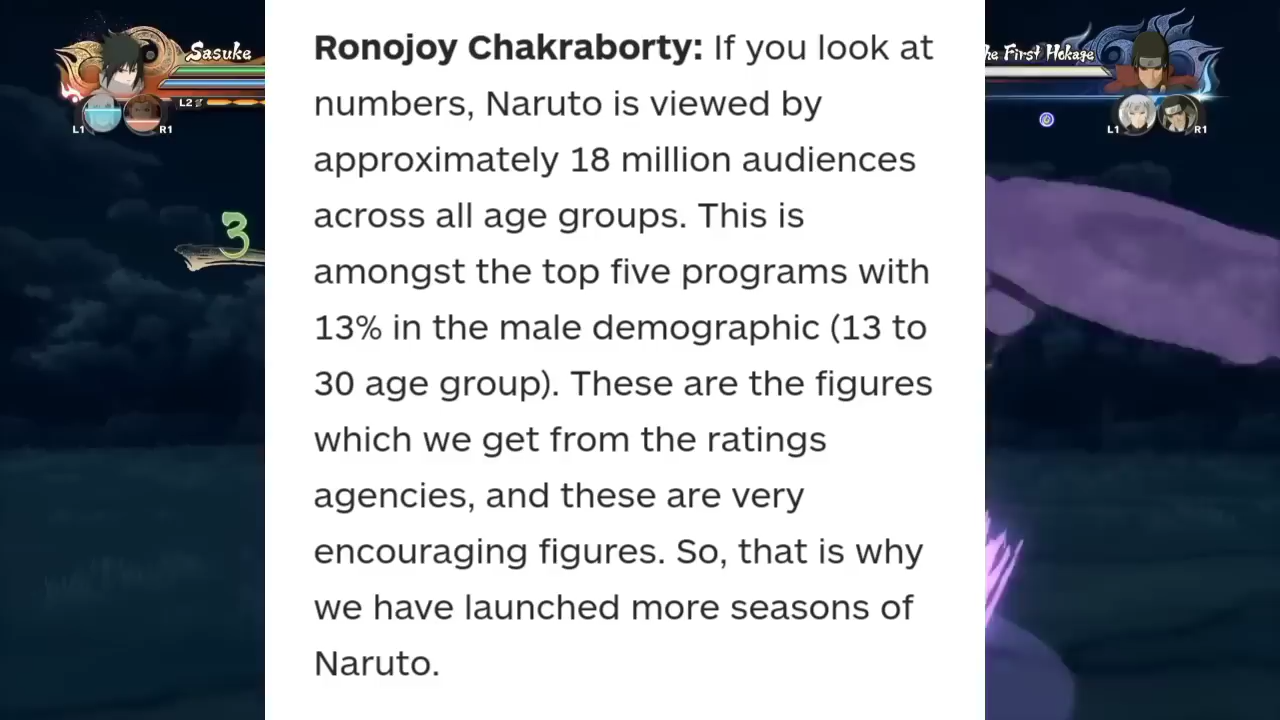 Sasuke
L2
L1
R1
3
Ronojoy Chakraborty: If you look at
numbers, Naruto is viewed by
approximately 18 million audiences
across all age groups. This is
amongst the top five programs with
13% in the male demographic (13 to
30 age group). These are the figures
which we get from the ratings
agencies, and these are very
encouraging figures. So, that is why
we have launched more seasons of
Naruto.
he First Hokage
L1
R1